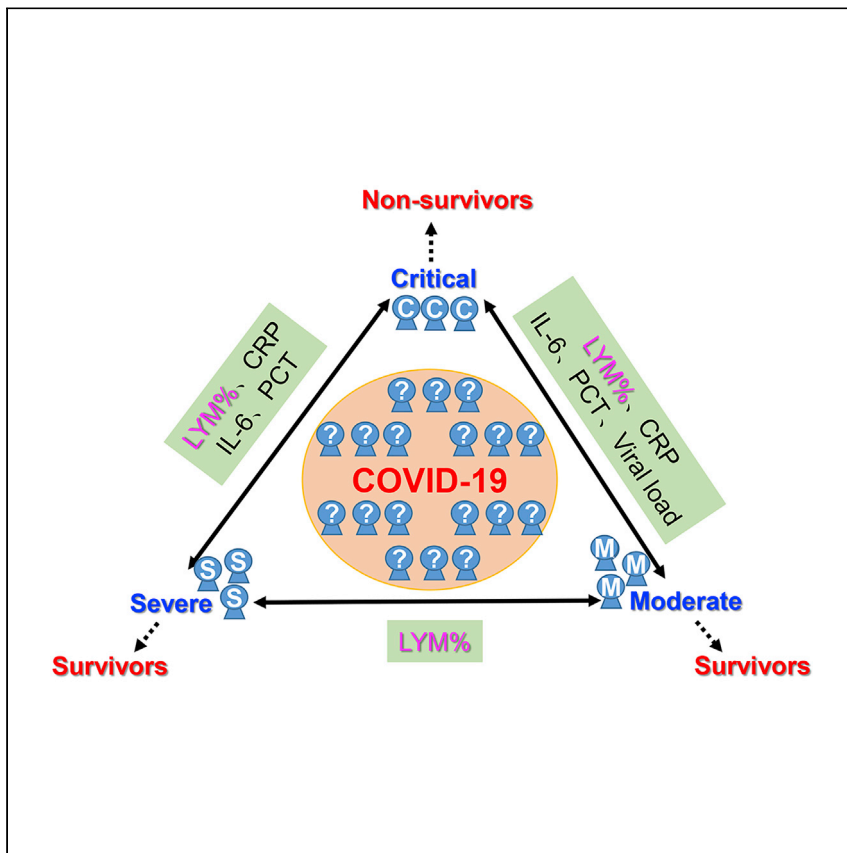 Non-survivors
Critical
C C C
LYM%、CRP
IL-6、PCT
LYM%、CRP
IL-6、PCT、Viral load
? ? ?
? ? ? ? ? ?
COVID-19
? ? ? ? ? ?
? ? ?
S S
S
Severe
M
M
M
Moderate
LYM%
Survivors
Survivors